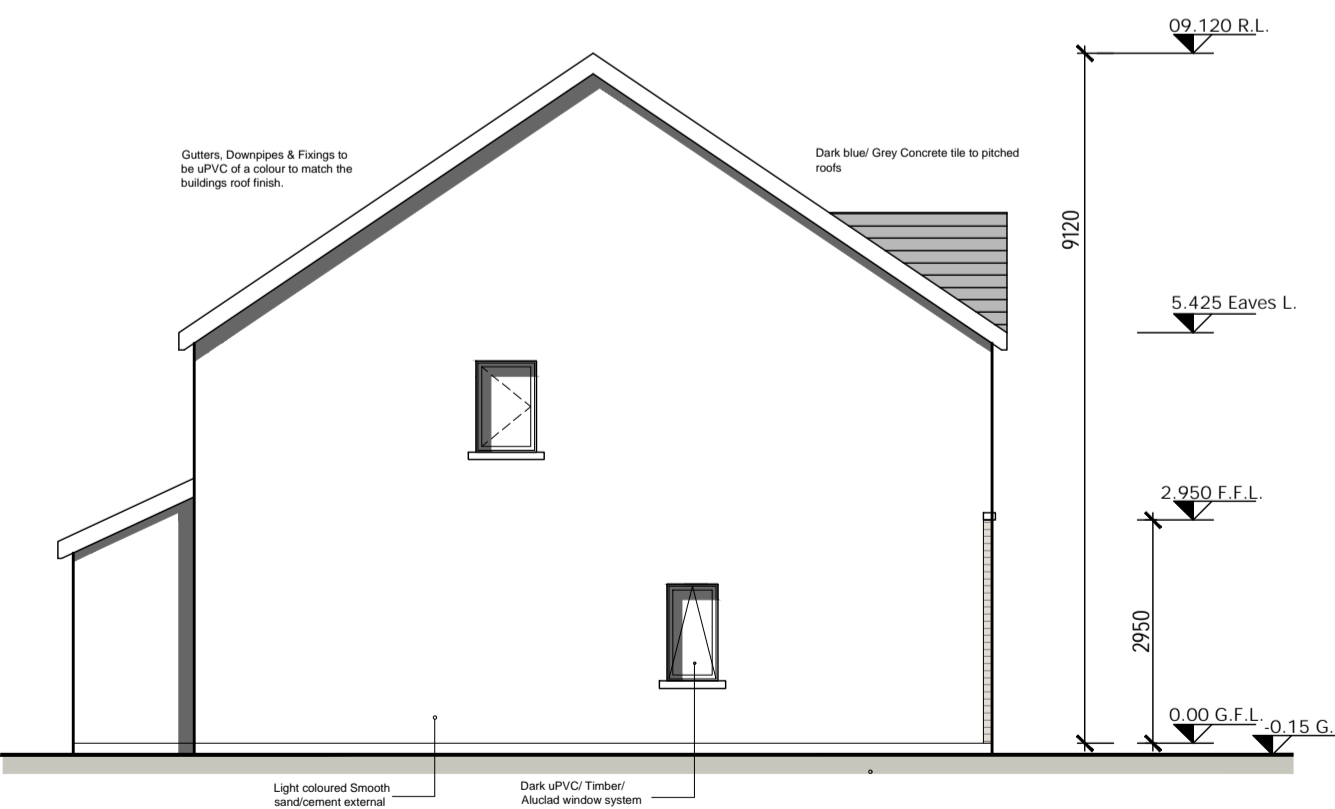 09.120 R.L.
Gutters, Downpipes & Fixings to
be uPVC of a colour to match the
buildings roof finish.
Dark blue/ Grey Concrete tile to pitched
roofs
9120
5.425 Eaves L.
2.950 F.F.L.
2950
0.00 G.F.L.
-0.15 G.
Light coloured Smooth
sand/cement external
Dark uPVC/ Timber/
Aluclad window system